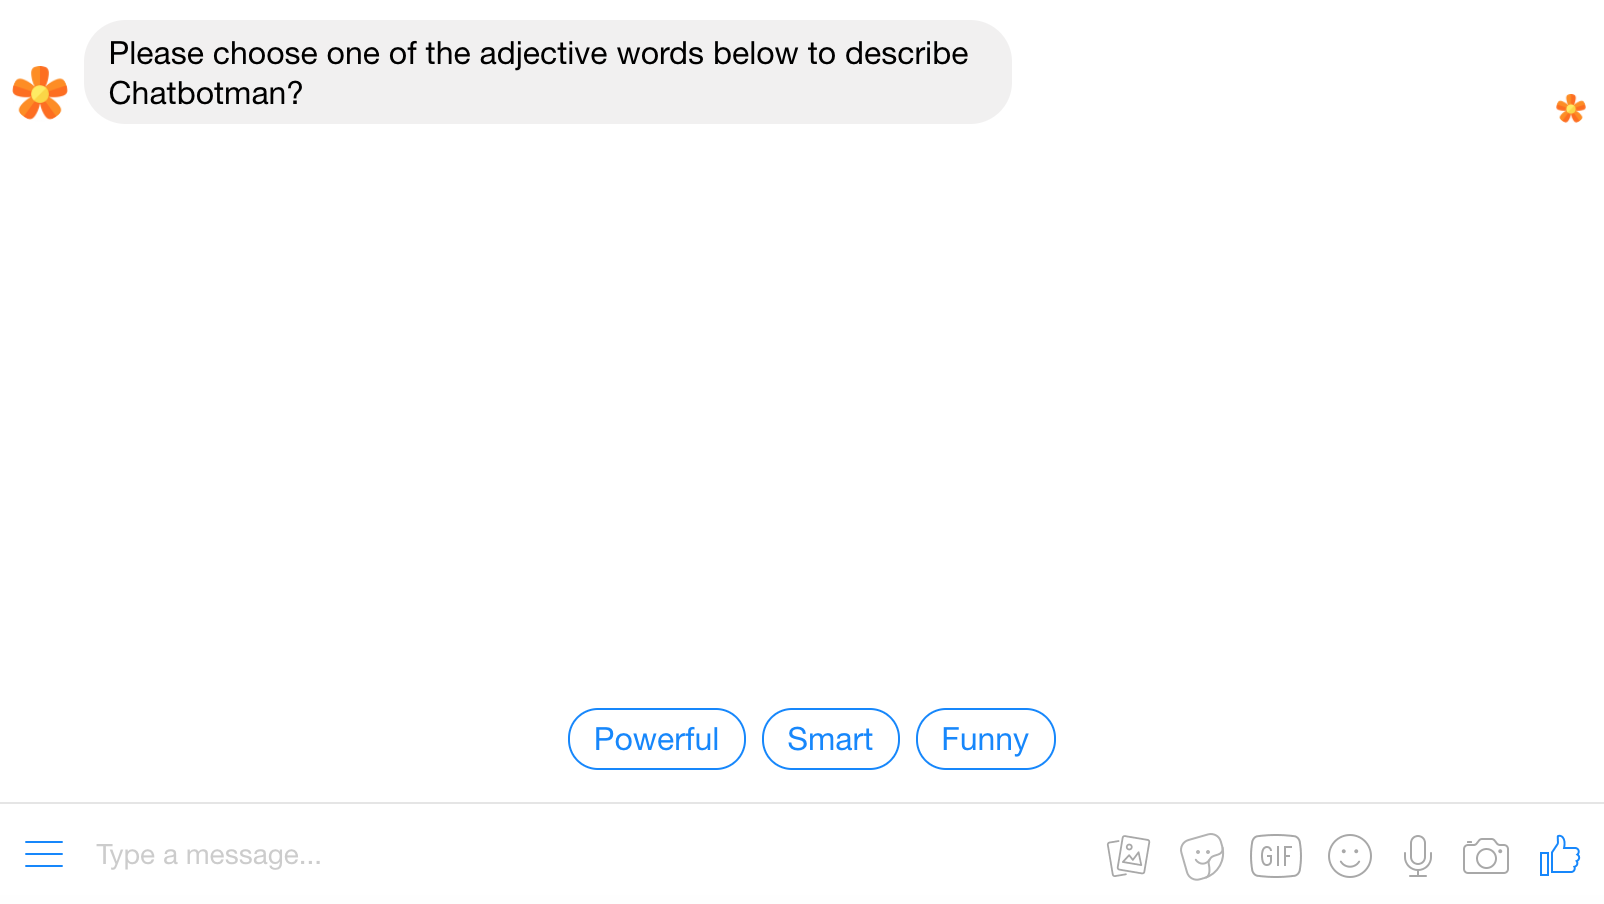 Please choose one of the adjective words below to describe
Chatbotman?
Powerful
Smart
Funny
Type a message...
GIF